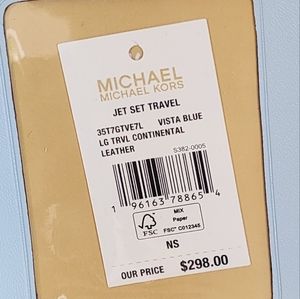 MICHAEL
MICHAEL KORS
JET SET TRAVEL
35T7GTVE7L VISTA BLUE
LG TRVL CONTINENTAL
LEATHER
S382-0005
1 96163 78865 4
FSC
MIX
Paper
FSC® C012345
NS
OUR PRICE $298.00